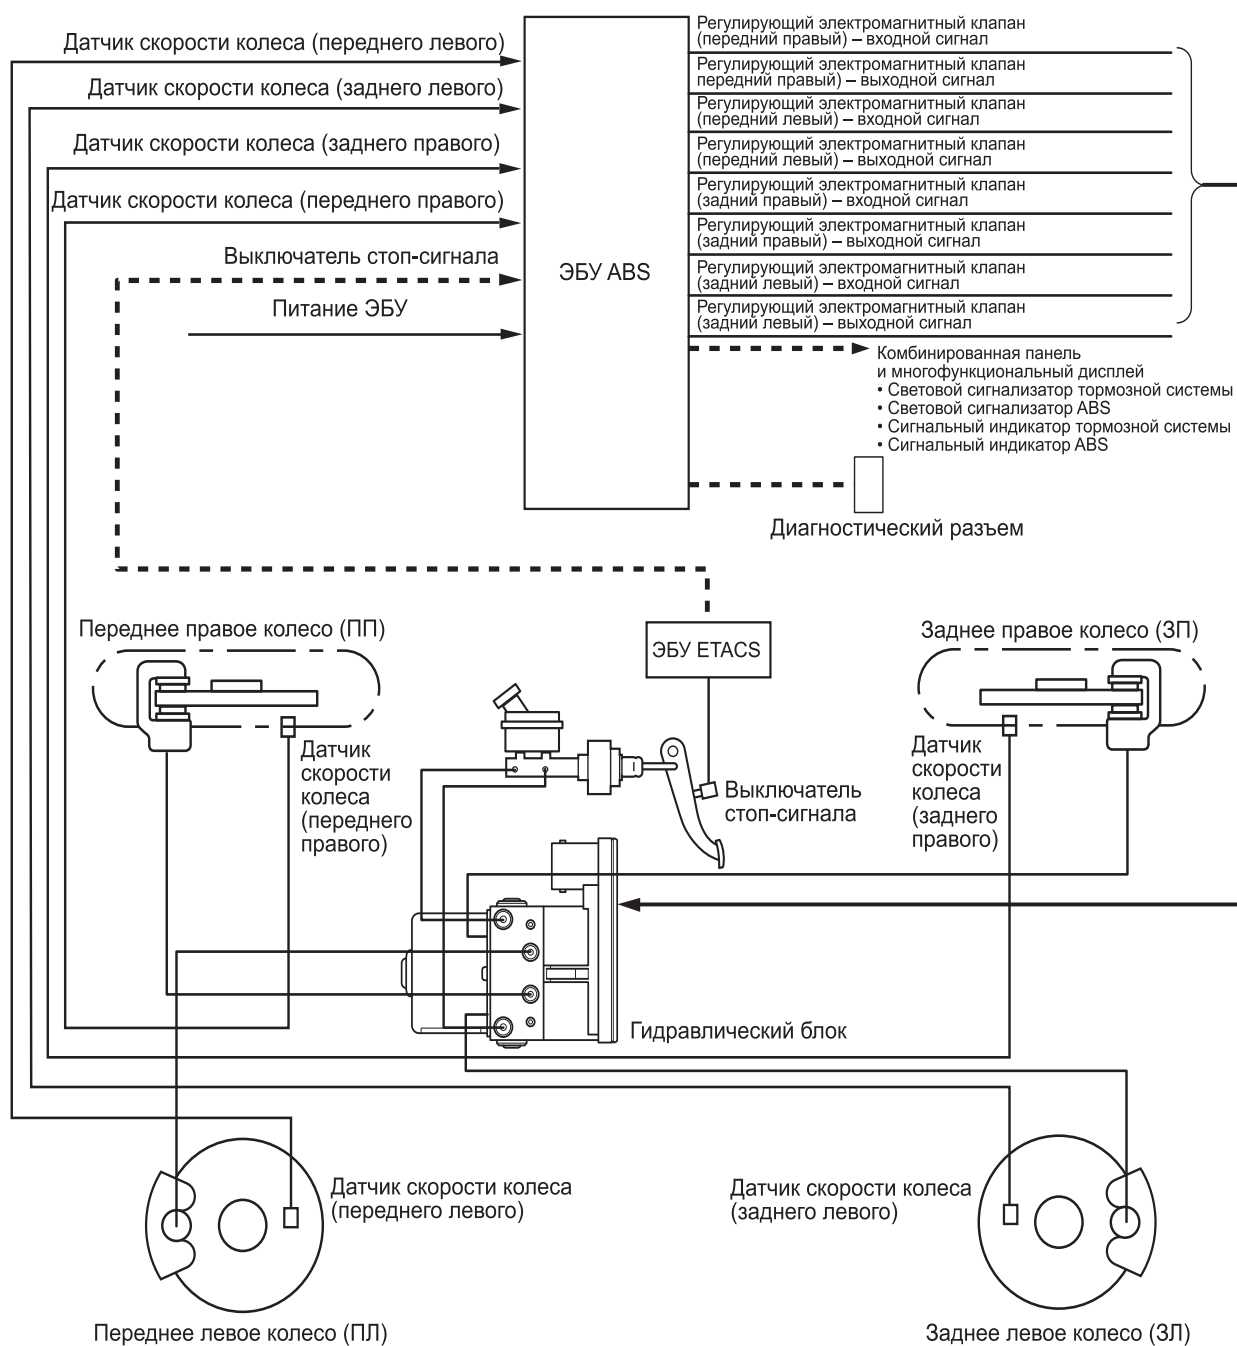 Датчик скорости колеса (переднего левого)
Датчик скорости колеса (заднего левого)
Датчик скорости колеса (заднего правого)
Датчик скорости колеса (переднего правого)
Выключатель стоп-сигнала
Питание ЭБУ
ЭБУ ABS
Регулирующий электромагнитный клапан
(передний правый) – входной сигнал
Регулирующий электромагнитный клапан
передний правый) – выходной сигнал
Регулирующий электромагнитный клапан
(передний левый) – входной сигнал
Регулирующий электромагнитный клапан
(передний левый) – выходной сигнал
Регулирующий электромагнитный клапан
(задний правый) – входной сигнал
Регулирующий электромагнитный клапан
(задний правый) – выходной сигнал
Регулирующий электромагнитный клапан
(задний левый) – входной сигнал
Регулирующий электромагнитный клапан
(задний левый) – выходной сигнал
Комбинированная панель
и многофункциональный дисплей
• Световой сигнализатор тормозной системы
• Световой сигнализатор ABS
• Сигнальный индикатор тормозной системы
• Сигнальный индикатор ABS
Диагностический разъем
Переднее правое колесо (ПП)
ЭБУ ETACS
Заднее правое колесо (ЗП)
Датчик
скорости
колеса
(переднего
правого)
Выключатель
стоп-сигнала
Датчик
скорости
колеса
(заднего
правого)
Гидравлический блок
Датчик скорости колеса
(переднего левого)
Датчик скорости колеса
(заднего левого)
Переднее левое колесо (ПЛ)
Заднее левое колесо (ЗЛ)